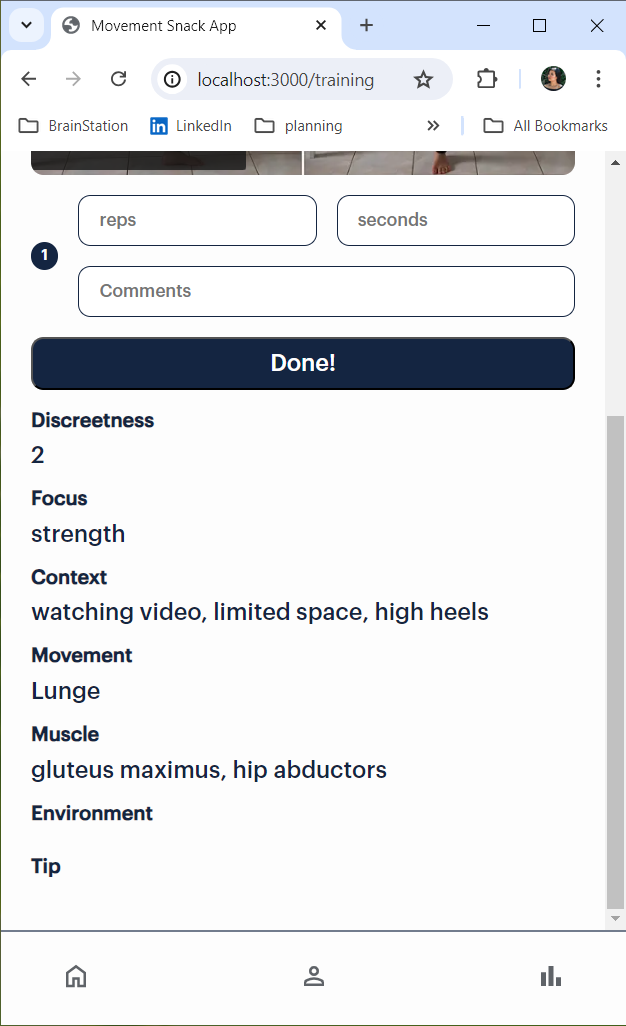 Movement Snack App
localhost:3000/training
BrainStation LinkedIn planning All Bookmarks
reps seconds
1
Comments
Done!
Discreetness
2
Focus
strength
Context
watching video, limited space, high heels
Movement
Lunge
Muscle
gluteus maximus, hip abductors
Environment
Tip